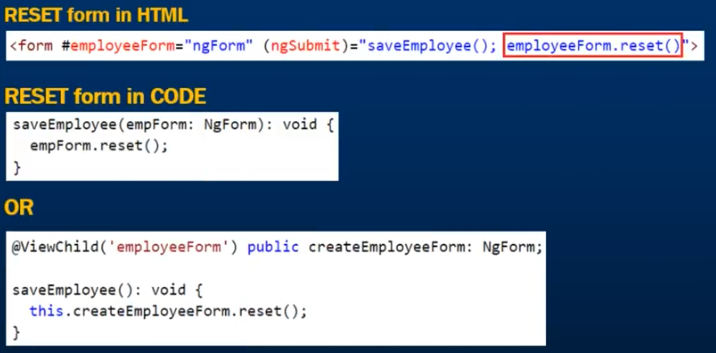 RESET form in HTML
<form #employeeForm="ngForm" (ngSubmit)="saveEmployee(); employeeForm.reset()">
RESET form in CODE
saveEmployee(empForm: NgForm): void {
  empForm.reset();
}
OR
@ViewChild('employeeForm') public createEmployeeForm: NgForm;
saveEmployee(): void {
  this.createEmployeeForm.reset();
}